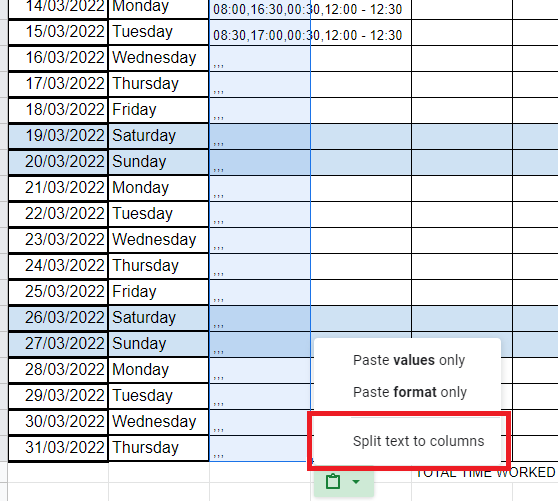 14/03/2022 Monday 08:00,16:30,00:30,12:00 - 12:30
15/03/2022 Tuesday 08:30,17:00,00:30,12:00 - 12:30
16/03/2022 Wednesday ,,,
17/03/2022 Thursday ,,,
18/03/2022 Friday ,,,
19/03/2022 Saturday ,,,
20/03/2022 Sunday ,,,
21/03/2022 Monday ,,,
22/03/2022 Tuesday ,,,
23/03/2022 Wednesday ,,,
24/03/2022 Thursday ,,,
25/03/2022 Friday ,,,
26/03/2022 Saturday ,,,
27/03/2022 Sunday ,,,
28/03/2022 Monday ,,,
29/03/2022 Tuesday ,,,
30/03/2022 Wednesday ,,,
31/03/2022 Thursday ,,,
Paste values only
Paste format only
Split text to columns
TOTAL TIME WORKED